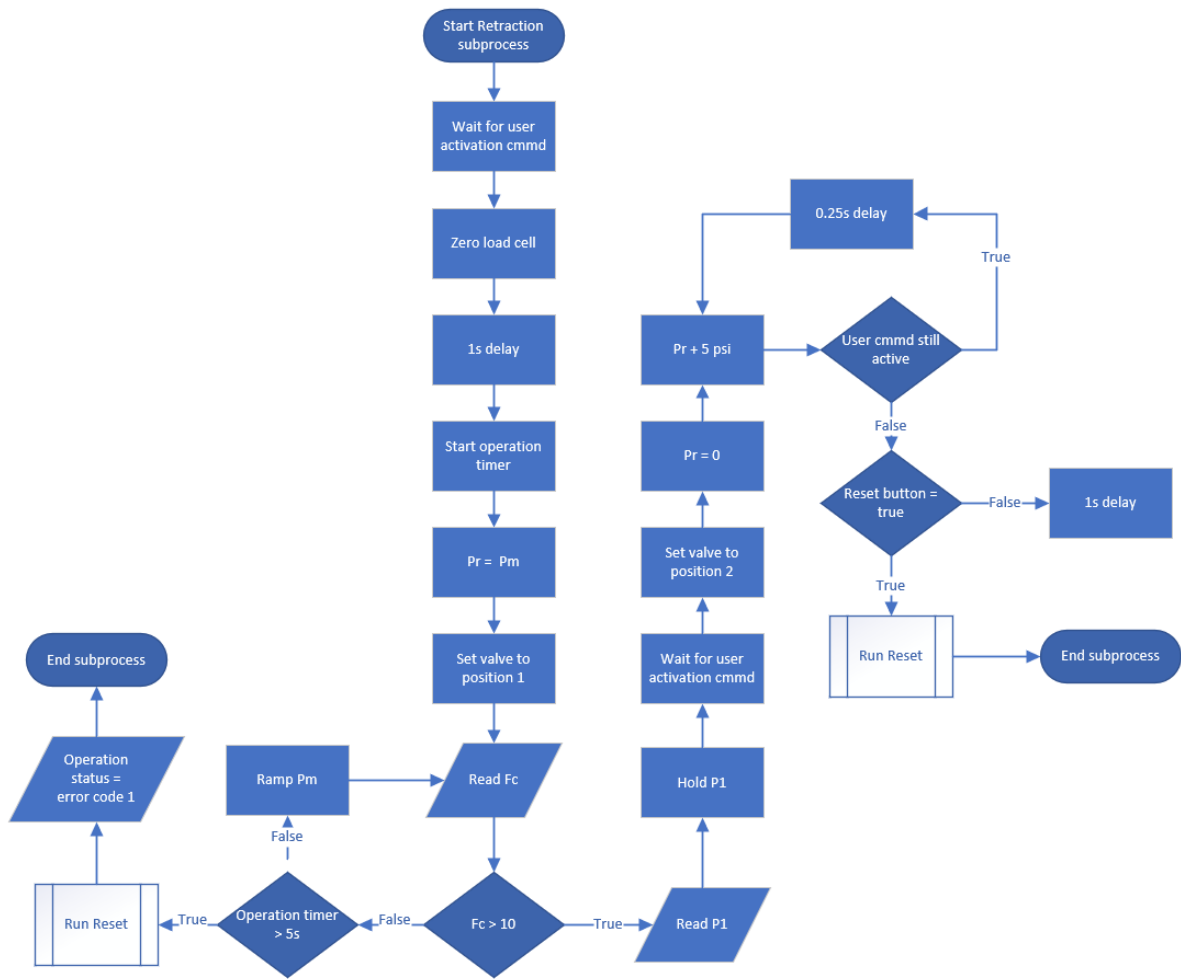 Start Retraction
subprocess
Wait for user
activation cmmd
Zero load cell
1s delay
Start operation
timer
Pr =  Pm
Set valve to
position 1
Read Fc
Fc > 10
False
Operation timer
> 5s
False
Ramp Pm
True
Run Reset
Operation
status =
error code 1
End subprocess
True
Read P1
Hold P1
Wait for user
activation cmmd
Set valve to
position 2
Pr = 0
Pr + 5 psi
User cmmd still
active
True
0.25s delay
False
Reset button =
true
False
1s delay
True
Run Reset
End subprocess